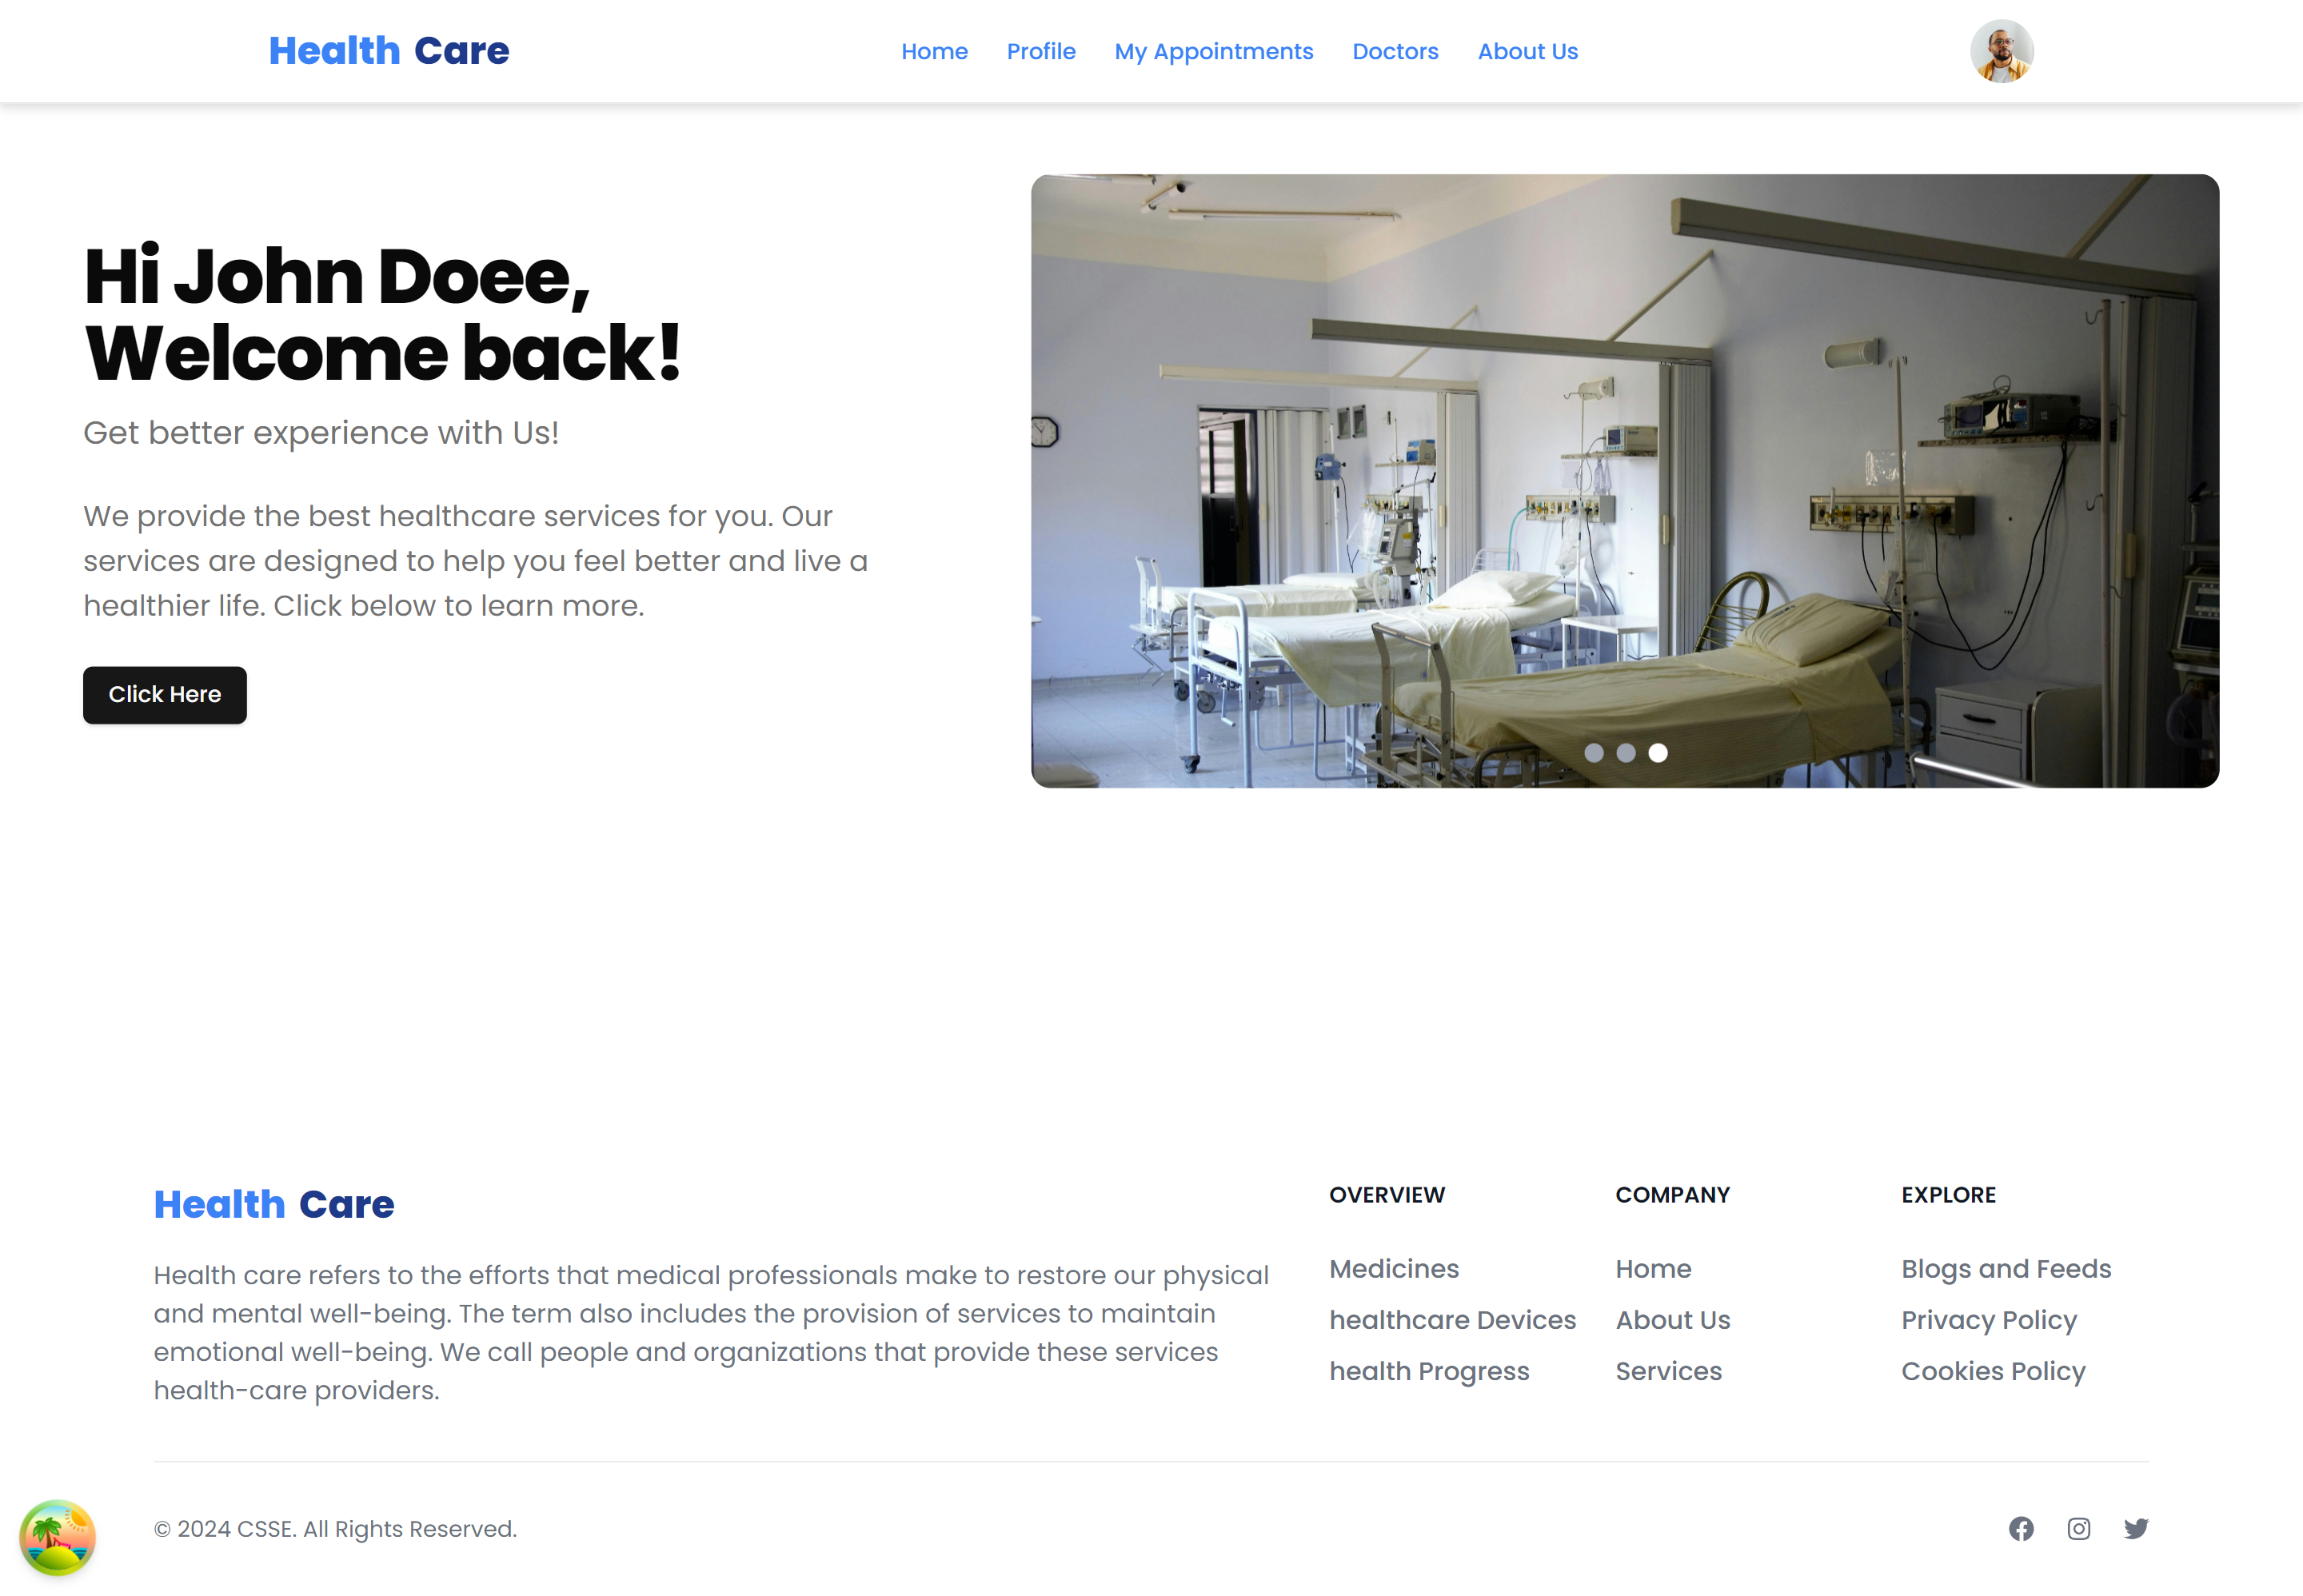 Health Care
Home Profile My Appointments Doctors About Us
Hi John Doee,
Welcome back!
Get better experience with Us!
We provide the best healthcare services for you. Our
services are designed to help you feel better and live a
healthier life. Click below to learn more.
Click Here
Health Care
Health care refers to the efforts that medical professionals make to restore our physical
and mental well-being. The term also includes the provision of services to maintain
emotional well-being. We call people and organizations that provide these services
health-care providers.
OVERVIEW
Medicines
healthcare Devices
health Progress
COMPANY
Home
About Us
Services
EXPLORE
Blogs and Feeds
Privacy Policy
Cookies Policy
© 2024 CSSE. All Rights Reserved.